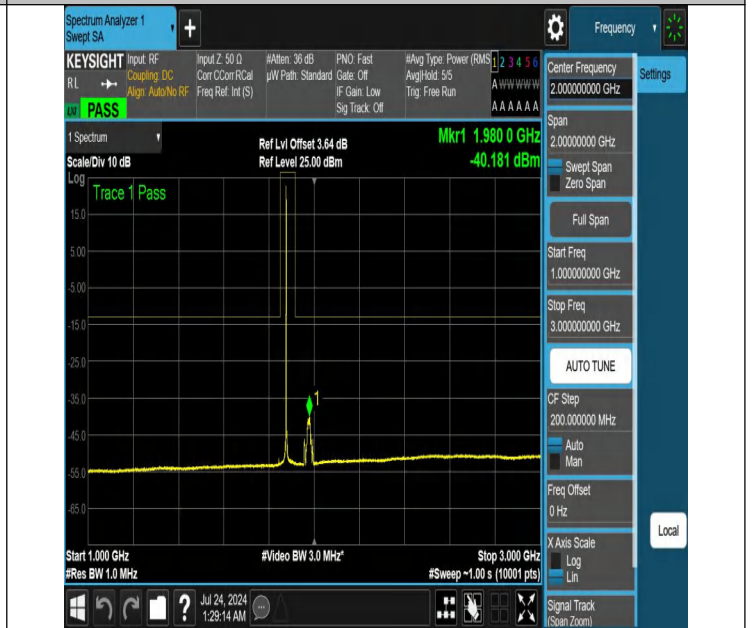 Spectrum Analyzer 1
Swept SA
Frequency
KEYSIGHT
RL
LXI
PASS
Input: RF
Coupling: DC
Align: Auto/No RF
Input Z: 50 Ω
Corr CCorr RCal
Freq Ref: Int (S)
#Atten: 36 dB
µW Path: Standard
PNO: Fast
Gate: Off
IF Gain: Low
Sig Track: Off
#Avg Type: Power (RMS
Avg|Hold: 5/5
Trig: Free Run
1 2 3 4 5 6
A W W W W W
A A A A A A
1 Spectrum
Scale/Div 10 dB
Ref Lvl Offset 3.64 dB
Ref Level 25.00 dBm
Mkr1 1.980 0 GHz
-40.181 dBm
Log
Trace 1 Pass
15.0
5.00
-5.00
-15.0
-25.0
-35.0
-45.0
-55.0
-65.0
1
Start 1.000 GHz
#Res BW 1.0 MHz
#Video BW 3.0 MHz*
Stop 3.000 GHz
#Sweep ~1.00 s (10001 pts)
?
Jul 24, 2024
1:29:14 AM
Center Frequency
2.000000000 GHz
Settings
Span
2.00000000 GHz
Swept Span
Zero Span
Full Span
Start Freq
1.000000000 GHz
Stop Freq
3.000000000 GHz
AUTO TUNE
CF Step
200.000000 MHz
Auto
Man
Freq Offset
0 Hz
X Axis Scale
Log
Lin
Local
Signal Track
(Span Zoom)